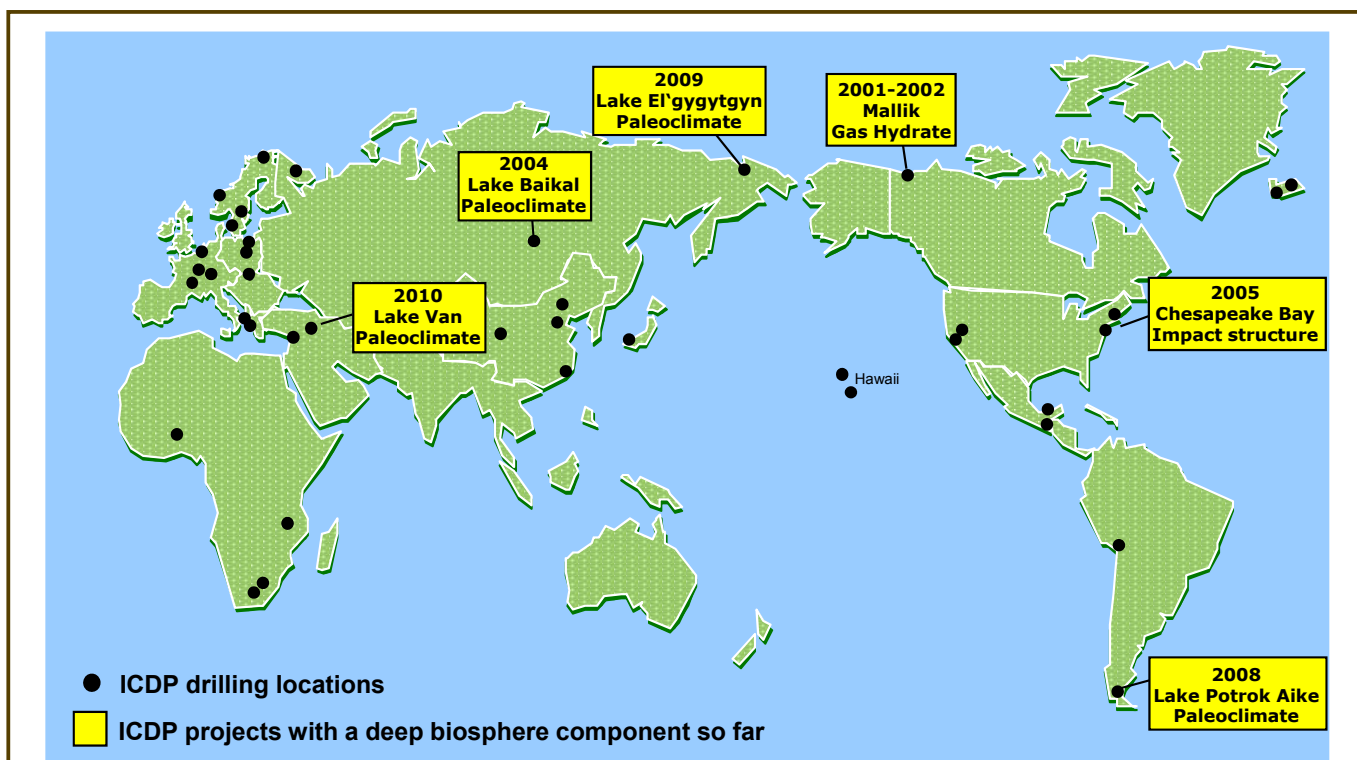 2009
Lake El‘gygytgyn
Paleoclimate
2001-2002
Mallik
Gas Hydrate
2004
Lake Baikal
Paleoclimate
2010
Lake Van
Paleoclimate
2005
Chesapeake Bay
Impact structure
Hawaii
2008
Lake Potrok Aike
Paleoclimate
ICDP drilling locations
ICDP projects with a deep biosphere component so far